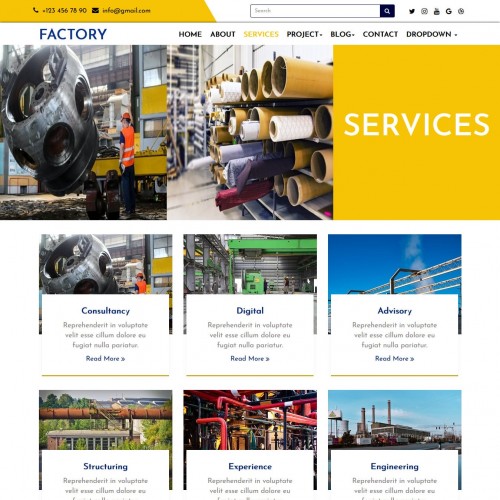 +123 456 78 90 info@gmail.com Search
FACTORY HOME ABOUT SERVICES PROJECT BLOG CONTACT DROPDOWN
SERVICES
Consultancy
Reprehenderit in voluptate
velit esse cillum dolore eu
fugiat nulla pariatur.
Read More »
Digital
Reprehenderit in voluptate
velit esse cillum dolore eu
fugiat nulla pariatur.
Read More »
Advisory
Reprehenderit in voluptate
velit esse cillum dolore eu
fugiat nulla pariatur.
Read More »
Structuring
Reprehenderit in voluptate
velit esse cillum dolore eu
Experience
Reprehenderit in voluptate
velit esse cillum dolore eu
Engineering
Reprehenderit in voluptate
velit esse cillum dolore eu